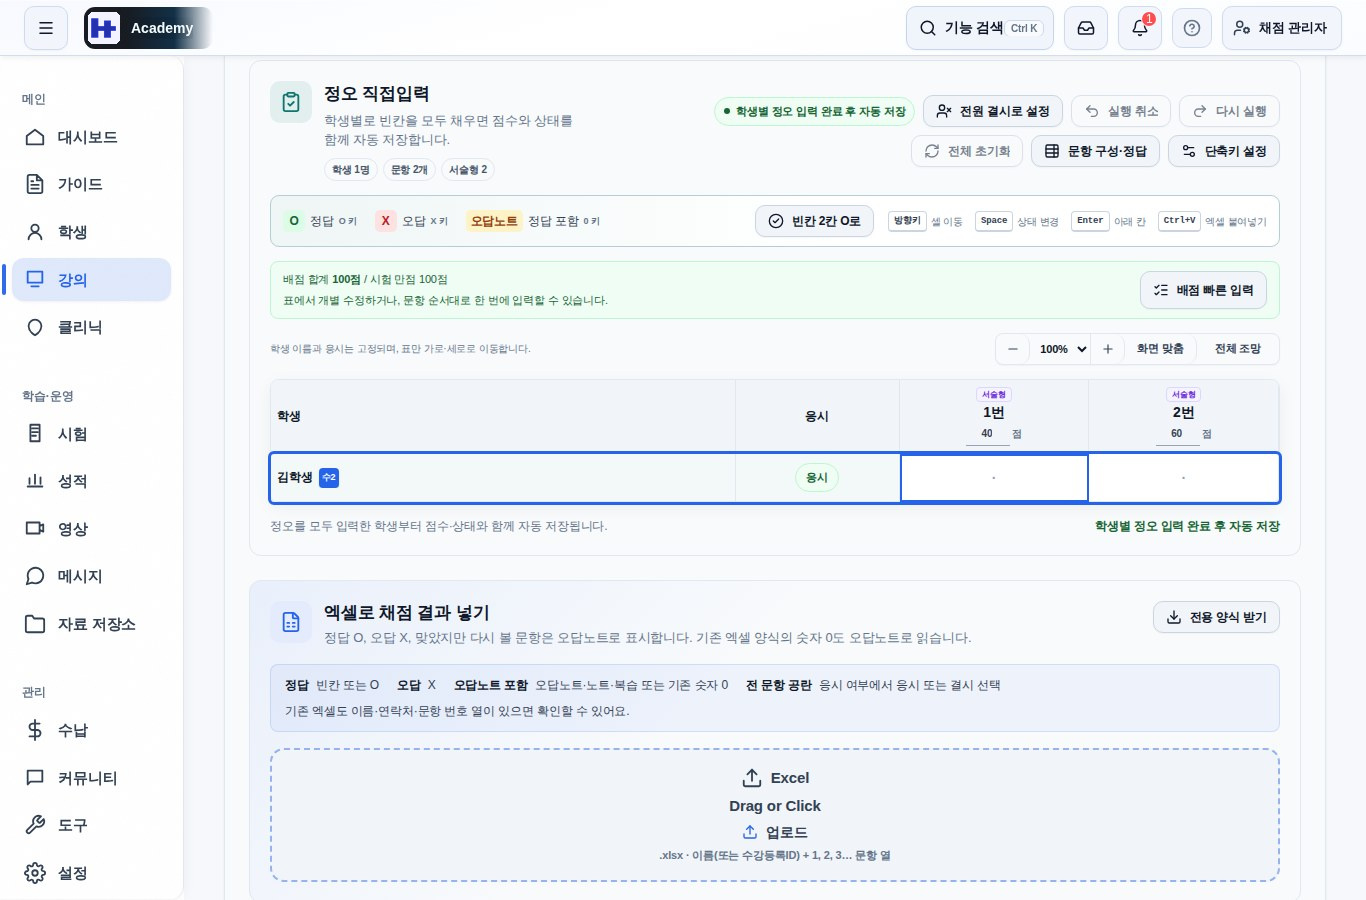 Academy
기능 검색 Ctrl K
1
채점 관리자
메인
대시보드
가이드
학생
강의
클리닉
학습·운영
시험
성적
영상
메시지
자료 저장소
관리
수납
커뮤니티
도구
설정
정오 직접입력
학생별로 빈칸을 모두 채우면 점수와 상태를
함께 자동 저장합니다.
학생 1명 문항 2개 서술형 2
학생별 정오 입력 완료 후 자동 저장 전원 결시로 설정 실행 취소 다시 실행
전체 초기화 문항 구성·정답 단축키 설정
O 정답 O 키 X 오답 X 키 오답노트 정답 포함 0 키
빈칸 2칸 O로 방향키 셀 이동 Space 상태 변경 Enter 아래 칸 Ctrl+V 엑셀 붙여넣기
배점 합계 100점 / 시험 만점 100점
표에서 개별 수정하거나, 문항 순서대로 한 번에 입력할 수 있습니다.
배점 빠른 입력
학생 이름과 응시는 고정되며, 표만 가로·세로로 이동합니다.
− 100% + 화면 맞춤 전체 조망
학생 응시
서술형
1번
40 점
서술형
2번
60 점
김학생 수2 응시 · ·
정오를 모두 입력한 학생부터 점수·상태와 함께 자동 저장됩니다.
학생별 정오 입력 완료 후 자동 저장
엑셀로 채점 결과 넣기
정답 O, 오답 X, 맞았지만 다시 볼 문항은 오답노트로 표시합니다. 기존 엑셀 양식의 숫자 0도 오답노트로 읽습니다.
전용 양식 받기
정답 빈칸 또는 O 오답 X 오답노트 포함 오답노트·노트·복습 또는 기존 숫자 0 전 문항 공란 응시 여부에서 응시 또는 결시 선택
기존 엑셀도 이름·연락처·문항 번호 열이 있으면 확인할 수 있어요.
Excel
Drag or Click
업로드
.xlsx · 이름(또는 수강등록ID) + 1, 2, 3… 문항 열